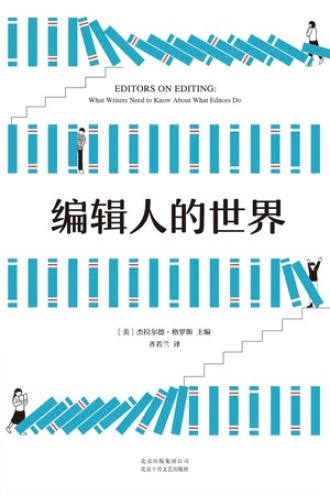 EDITORS ON EDITING:
What Writers Need to Know About What Editors Do
编辑人的世界
［美］杰拉尔德·格罗斯 主编
齐若兰 译
北京出版集团公司
北京十月文艺出版社